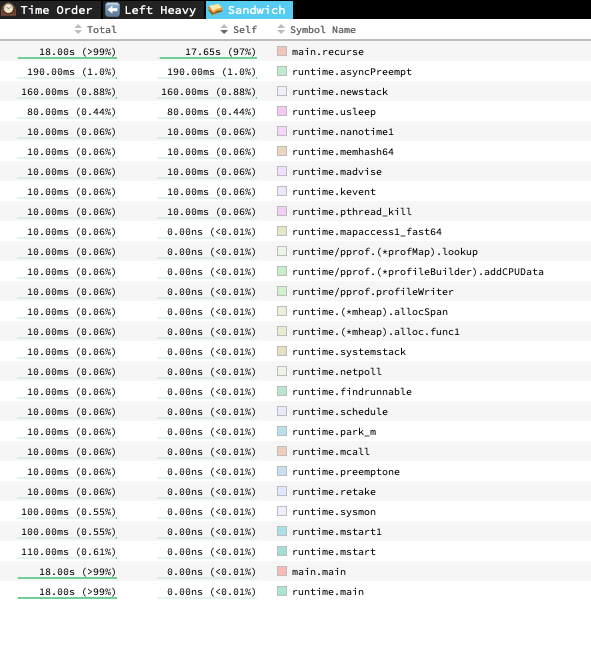 Time Order Left Heavy Sandwich
Total Self Symbol Name
18.00s (>99%) 17.65s (97%) main.recurse
190.00ms (1.0%) 190.00ms (1.0%) runtime.asyncPreempt
160.00ms (0.88%) 160.00ms (0.88%) runtime.newstack
80.00ms (0.44%) 80.00ms (0.44%) runtime.usleep
10.00ms (0.06%) 10.00ms (0.06%) runtime.nanotime1
10.00ms (0.06%) 10.00ms (0.06%) runtime.memhash64
10.00ms (0.06%) 10.00ms (0.06%) runtime.madvise
10.00ms (0.06%) 10.00ms (0.06%) runtime.kevent
10.00ms (0.06%) 10.00ms (0.06%) runtime.pthread_kill
10.00ms (0.06%) 0.00ns (<0.01%) runtime.mapaccess1_fast64
10.00ms (0.06%) 0.00ns (<0.01%) runtime/pprof.(*profMap).lookup
10.00ms (0.06%) 0.00ns (<0.01%) runtime/pprof.(*profileBuilder).addCPUData
10.00ms (0.06%) 0.00ns (<0.01%) runtime/pprof.profileWriter
10.00ms (0.06%) 0.00ns (<0.01%) runtime.(*mheap).allocSpan
10.00ms (0.06%) 0.00ns (<0.01%) runtime.(*mheap).alloc.func1
10.00ms (0.06%) 0.00ns (<0.01%) runtime.systemstack
10.00ms (0.06%) 0.00ns (<0.01%) runtime.netpoll
10.00ms (0.06%) 0.00ns (<0.01%) runtime.findrunnable
10.00ms (0.06%) 0.00ns (<0.01%) runtime.schedule
10.00ms (0.06%) 0.00ns (<0.01%) runtime.park_m
10.00ms (0.06%) 0.00ns (<0.01%) runtime.mcall
10.00ms (0.06%) 0.00ns (<0.01%) runtime.preemptone
10.00ms (0.06%) 0.00ns (<0.01%) runtime.retake
100.00ms (0.55%) 0.00ns (<0.01%) runtime.sysmon
100.00ms (0.55%) 0.00ns (<0.01%) runtime.mstart1
110.00ms (0.61%) 0.00ns (<0.01%) runtime.mstart
18.00s (>99%) 0.00ns (<0.01%) main.main
18.00s (>99%) 0.00ns (<0.01%) runtime.main